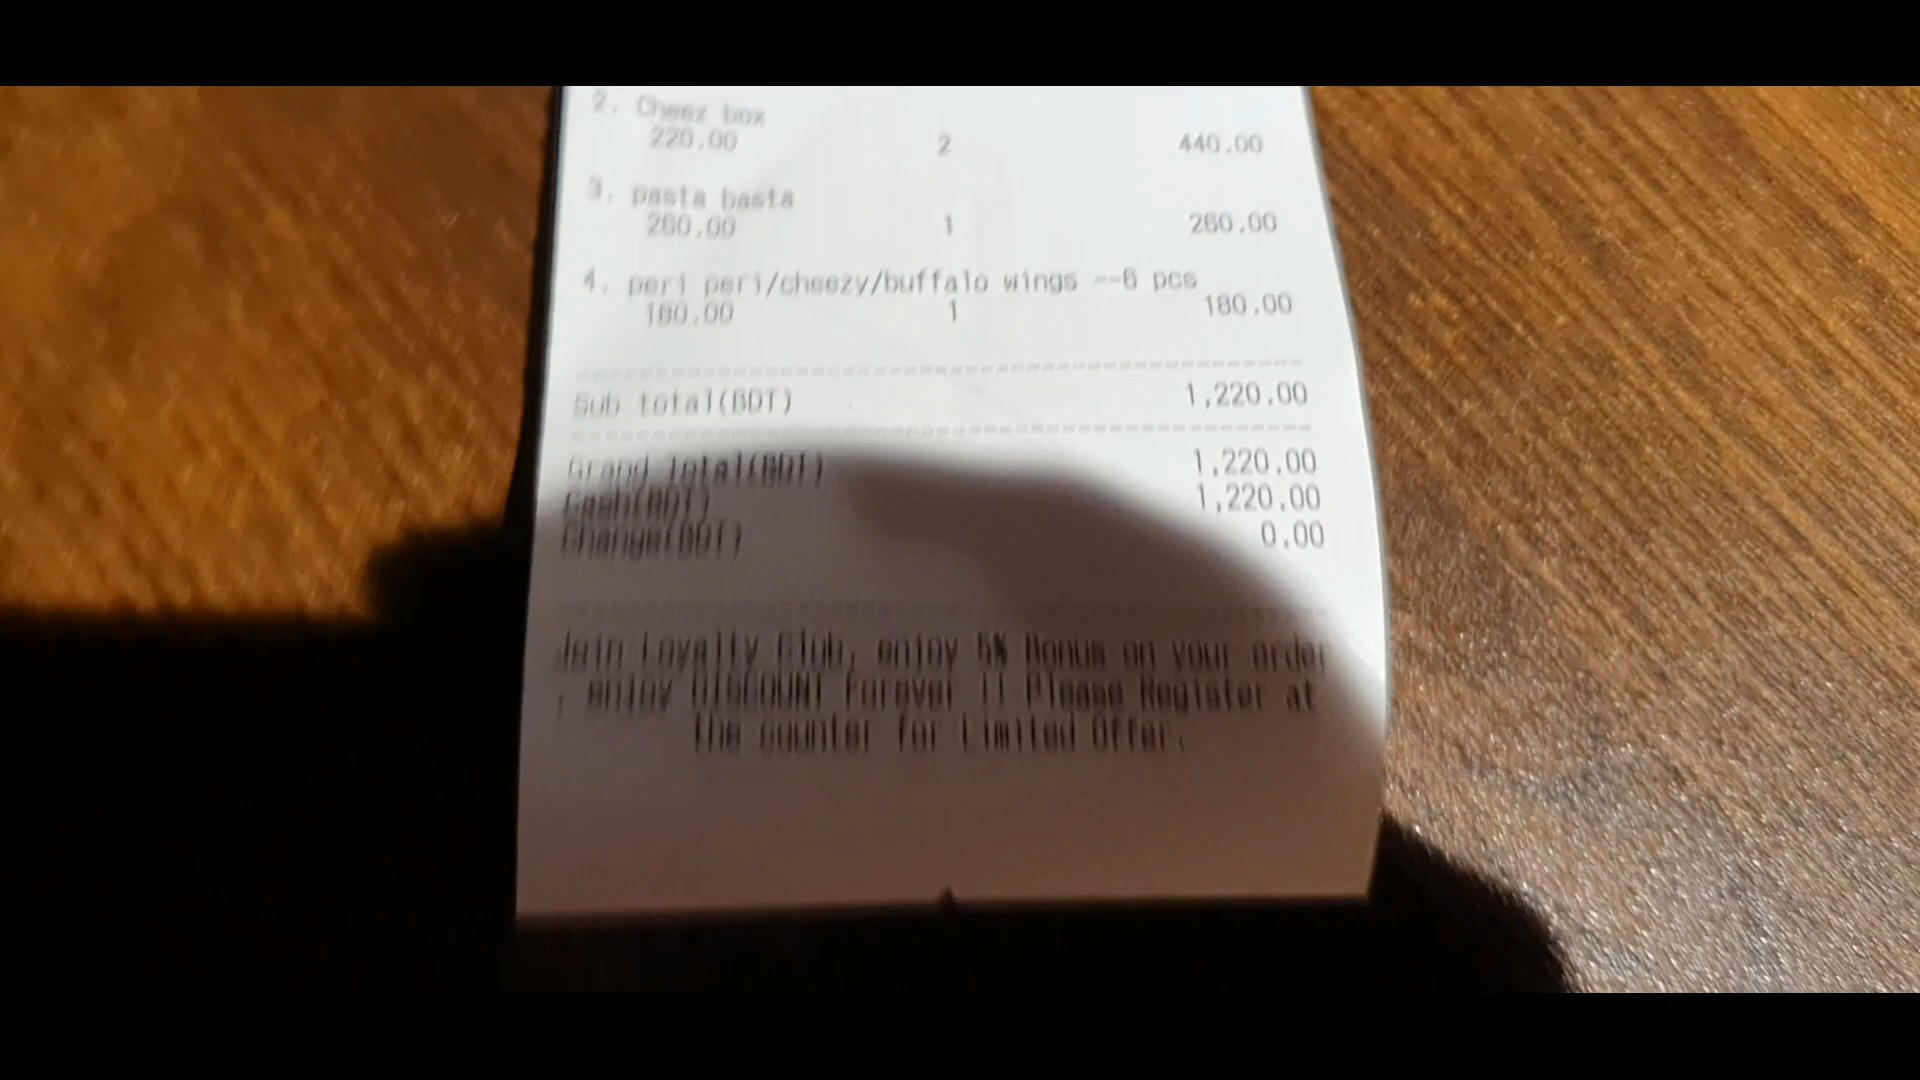 2. Cheez box
220.00 2 440.00
3. pasta basta
260.00 1 260.00
4. peri peri/cheezy/buffalo wings --6 pcs
180.00 1 180.00
Sub total(BDT) 1,220.00
Grand Total(BDT) 1,220.00
Cash(BDT) 1,220.00
Change(BDT) 0.00
Join Loyalty Club, enjoy 5% Bonus on your order
, enjoy DISCOUNT Forever !! Please Register at
the counter for Limited Offer.